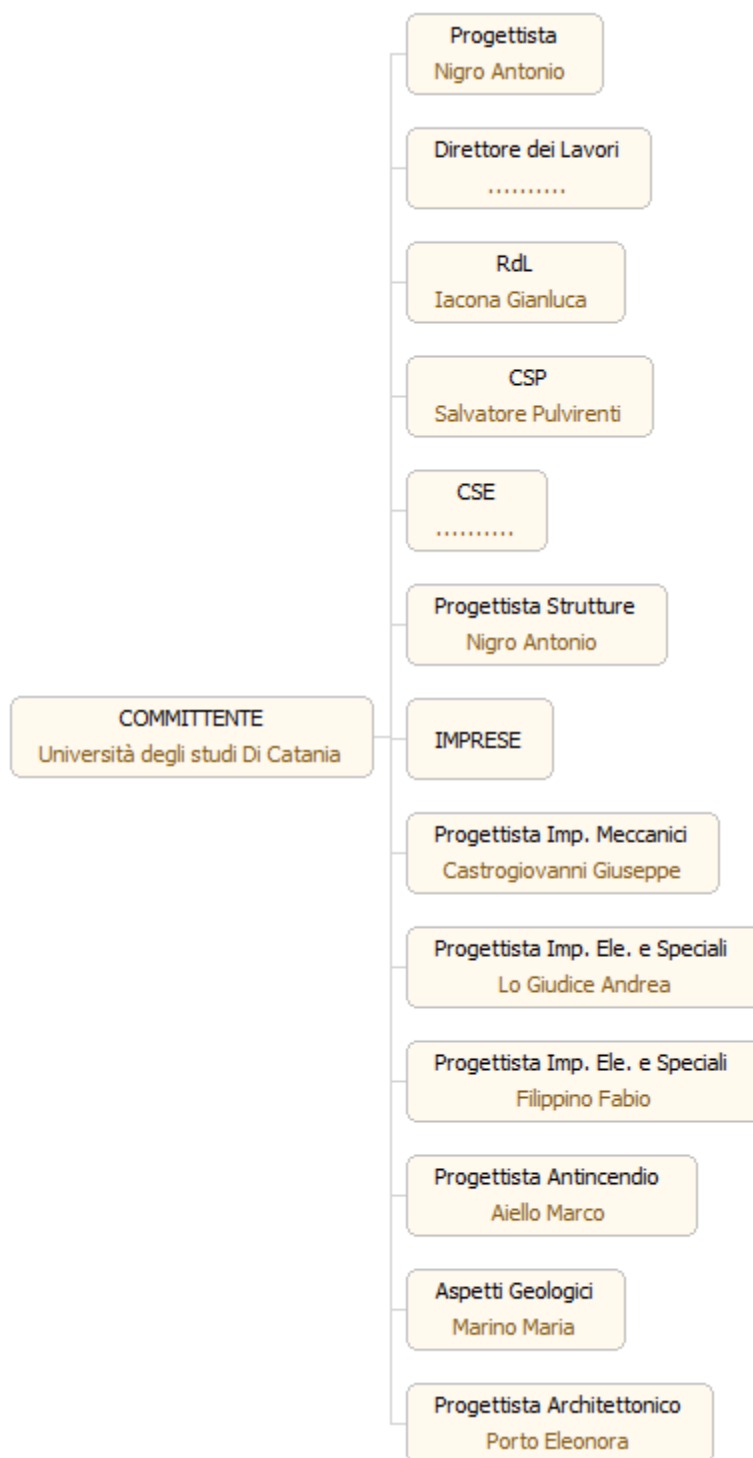 Progettista
Nigro Antonio
Direttore dei Lavori
..........
RdL
Iacona Gianluca
CSP
Salvatore Pulvirenti
CSE
..........
Progettista Strutture
Nigro Antonio
COMMITTENTE
Università degli studi Di Catania
IMPRESE
Progettista Imp. Meccanici
Castrogiovanni Giuseppe
Progettista Imp. Ele. e Speciali
Lo Giudice Andrea
Progettista Imp. Ele. e Speciali
Filippino Fabio
Progettista Antincendio
Aiello Marco
Aspetti Geologici
Marino Maria
Progettista Architettonico
Porto Eleonora